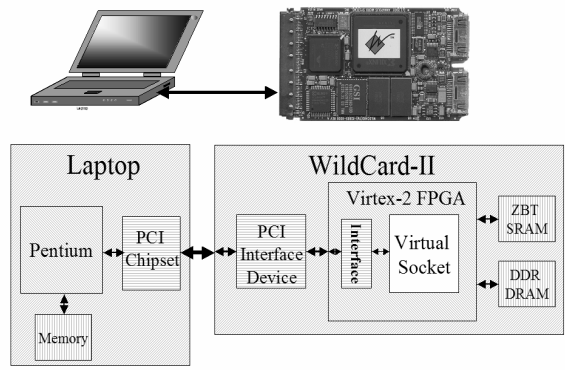 Laptop
WildCard-II
Virtex-2 FPGA
Pentium
PCI
Chipset
PCI
Interface
Device
Interface
Virtual
Socket
ZBT
SRAM
DDR
DRAM
Memory
GSI